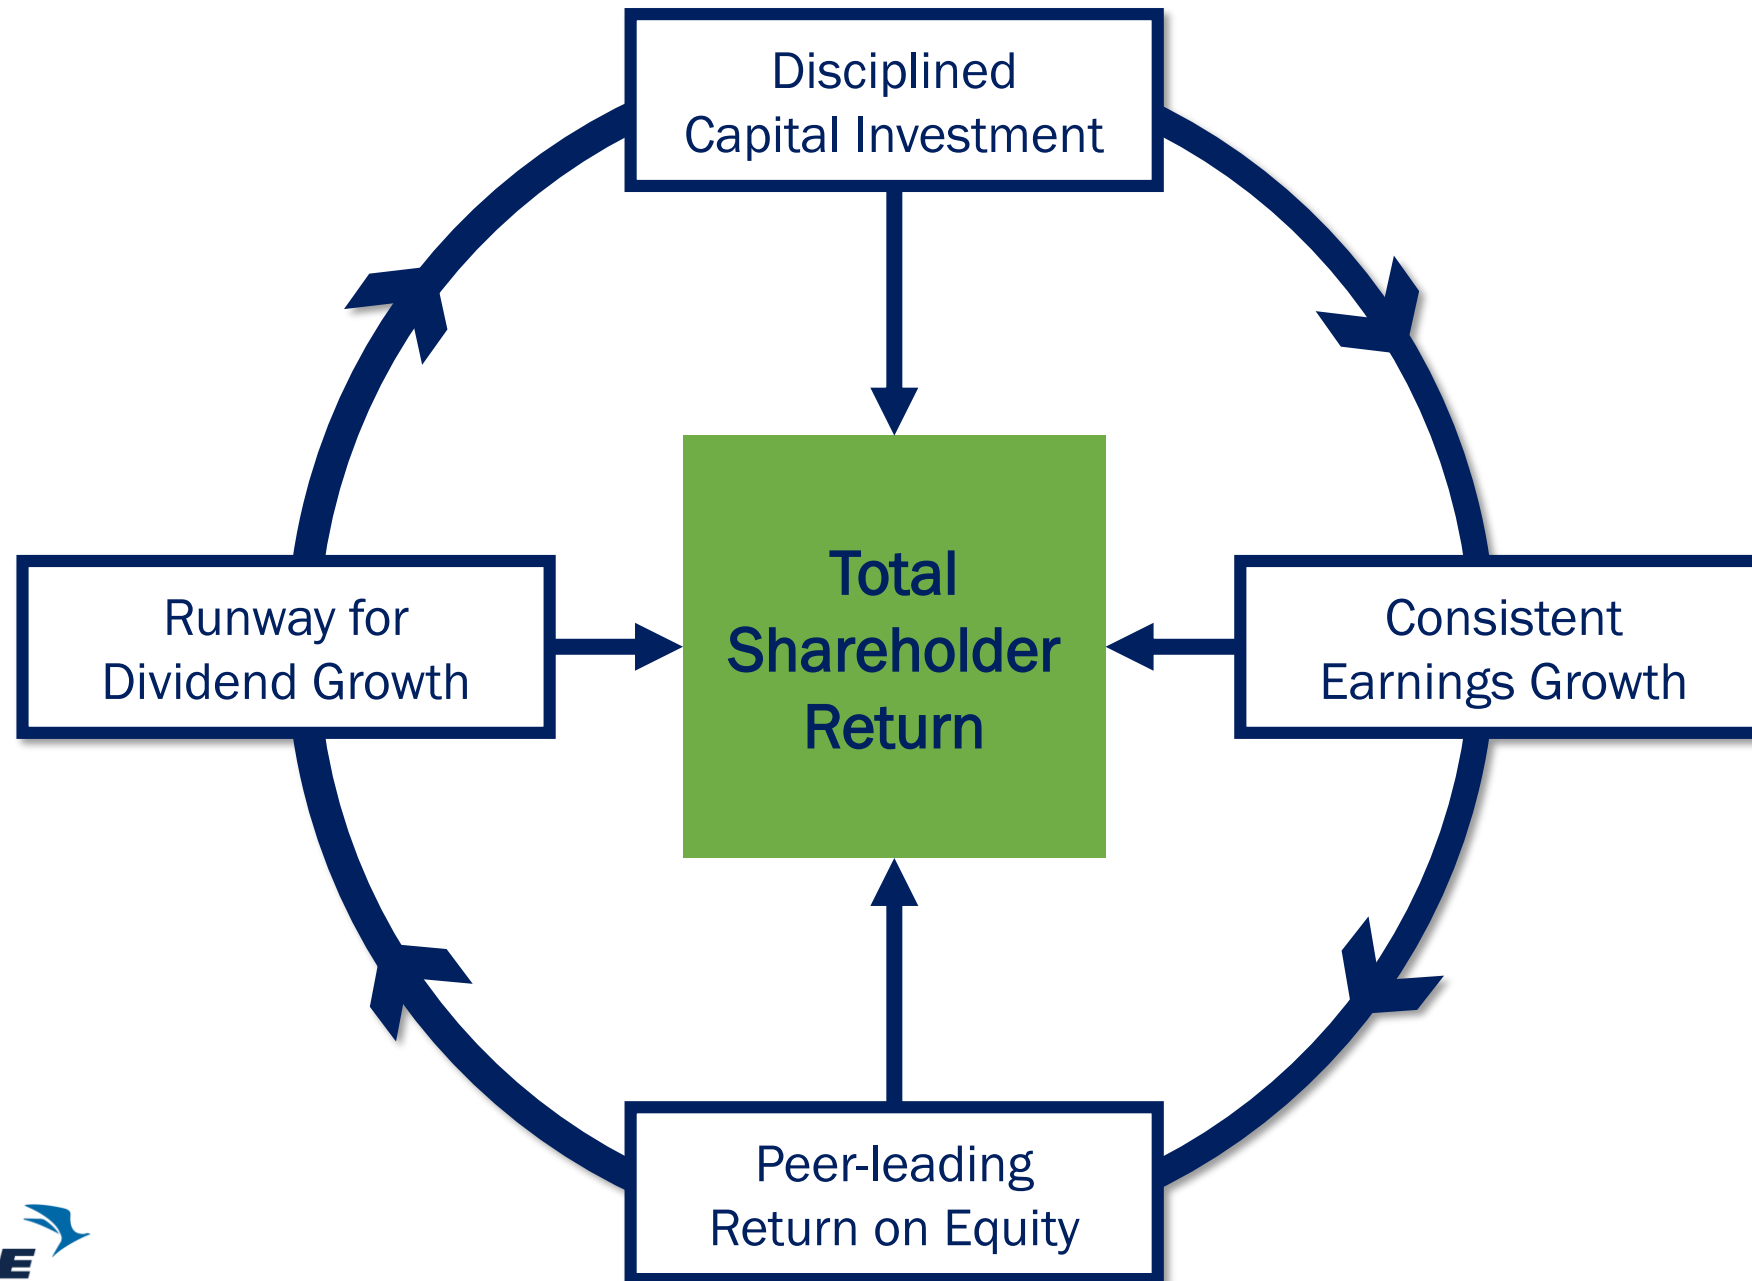 Disciplined
Capital Investment
Runway for
Dividend Growth
Total
Shareholder
Return
Consistent
Earnings Growth
Peer-leading
Return on Equity
E